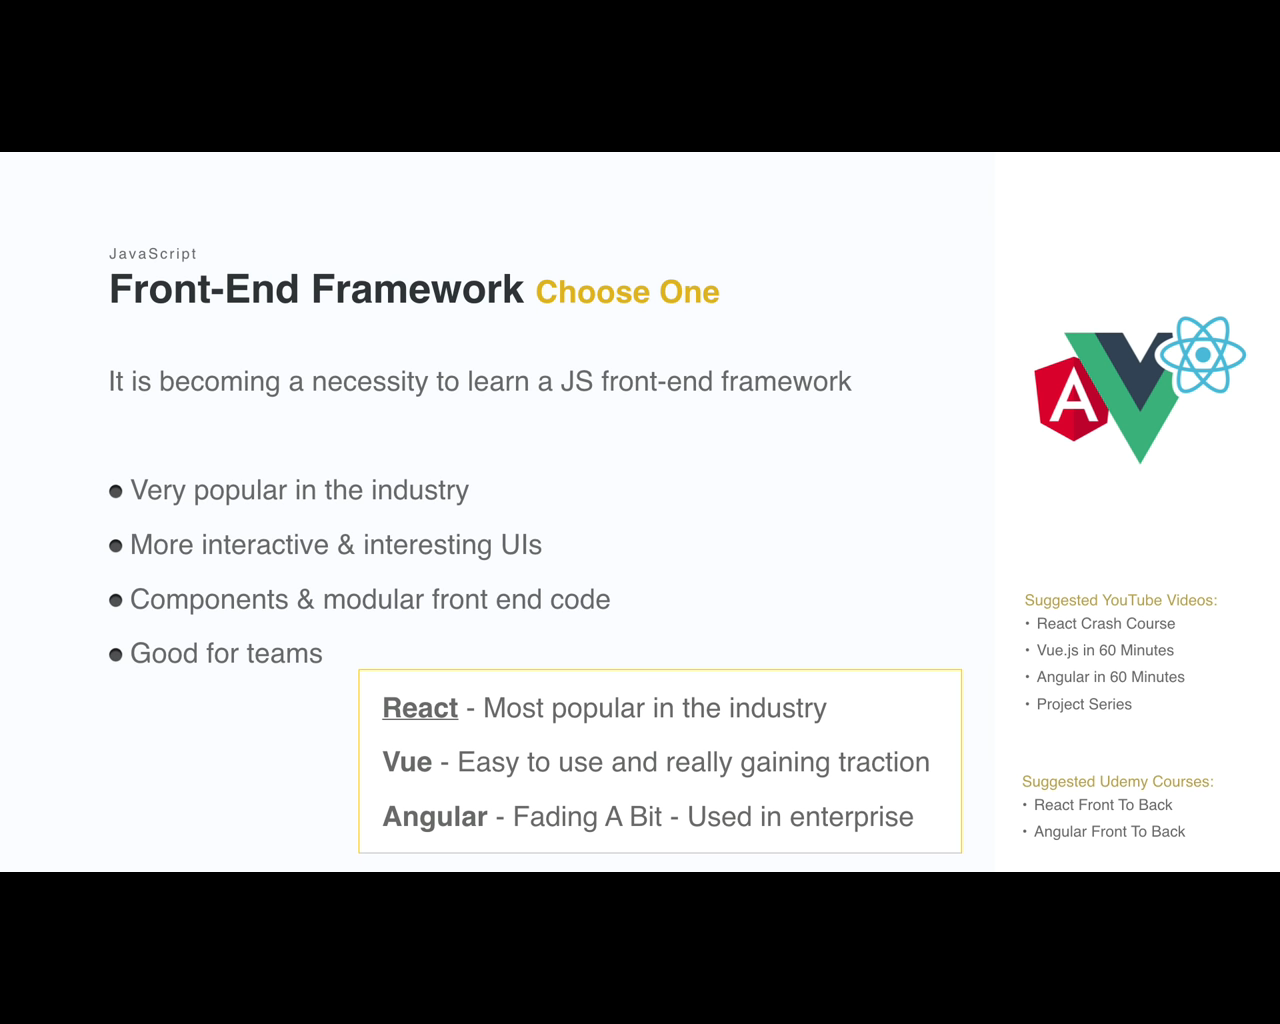 JavaScript
Front-End Framework Choose One
It is becoming a necessity to learn a JS front-end framework
Very popular in the industry
More interactive & interesting UIs
Components & modular front end code
Good for teams
React - Most popular in the industry
Vue - Easy to use and really gaining traction
Angular - Fading A Bit - Used in enterprise
A
Suggested YouTube Videos:
• React Crash Course
• Vue.js in 60 Minutes
• Angular in 60 Minutes
• Project Series
Suggested Udemy Courses:
• React Front To Back
• Angular Front To Back